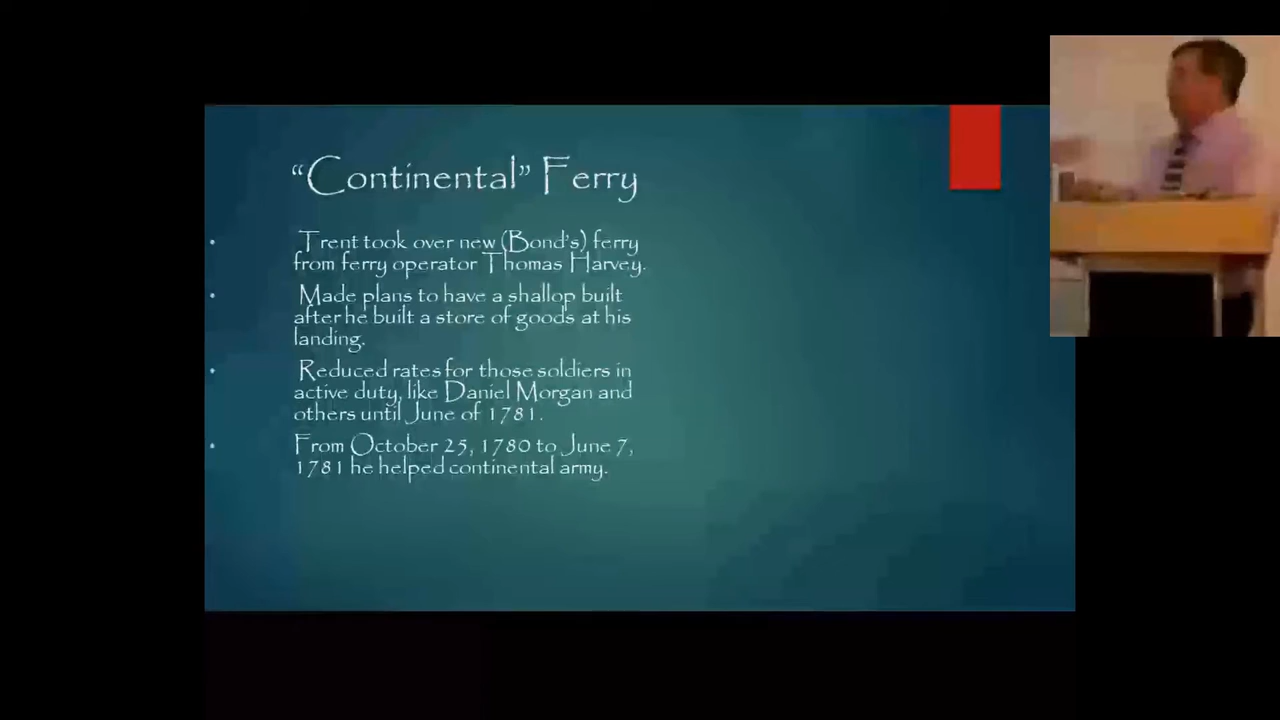 “Continental” Ferry
• Trent took over new (Bond’s) ferry
from ferry operator Thomas Harvey.
• Made plans to have a shallop built
after he built a store of goods at his
landing.
• Reduced rates for those soldiers in
active duty, like Daniel Morgan and
others until June of 1781.
• From October 25, 1780 to June 7,
1781 he helped continental army.